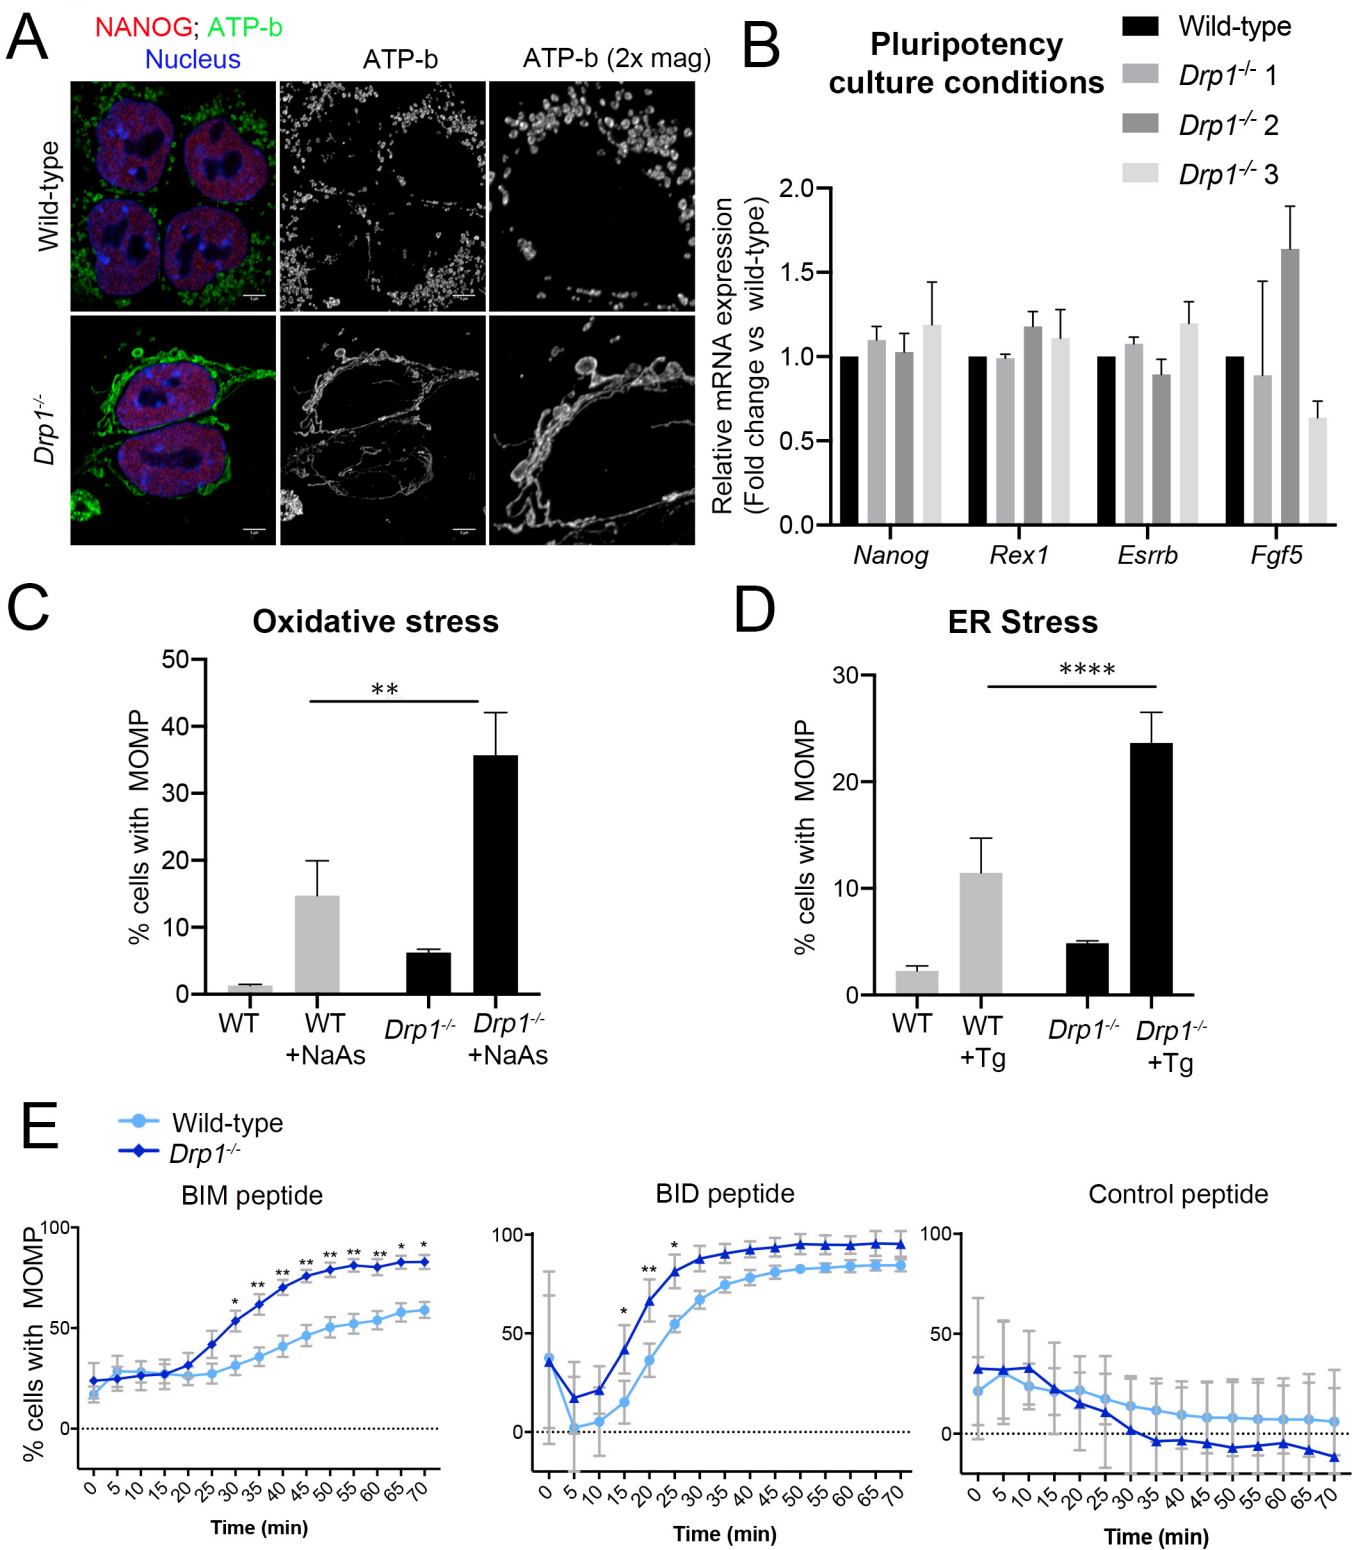 A
NANOG; ATP-b
Nucleus
ATP-b
ATP-b (2x mag)
Wild-type
Drp1-/-
B
Pluripotency
culture conditions
Wild-type
Drp1-/- 1
Drp1-/- 2
Drp1-/- 3
Relative mRNA expression
(Fold change vs wild-type)
2.0
1.5
1.0
0.5
0.0
Nanog
Rex1
Esrrb
Fgf5
C
Oxidative stress
% cells with MOMP
50
40
30
20
10
0
**
WT
WT
+NaAs
Drp1-/-
Drp1-/-
+NaAs
D
ER Stress
% cells with MOMP
30
20
10
0
****
WT
WT
+Tg
Drp1-/-
Drp1-/-
+Tg
E
Wild-type
Drp1-/-
BIM peptide
% cells with MOMP
100
50
0
* ** ** ** ** ** ** * *
0 5 10 15 20 25 30 35 40 45 50 55 60 65 70
Time (min)
BID peptide
100
50
0
* ** *
0 5 10 15 20 25 30 35 40 45 50 55 60 65 70
Time (min)
Control peptide
100
50
0
0 5 10 15 20 25 30 35 40 45 50 55 60 65 70
Time (min)